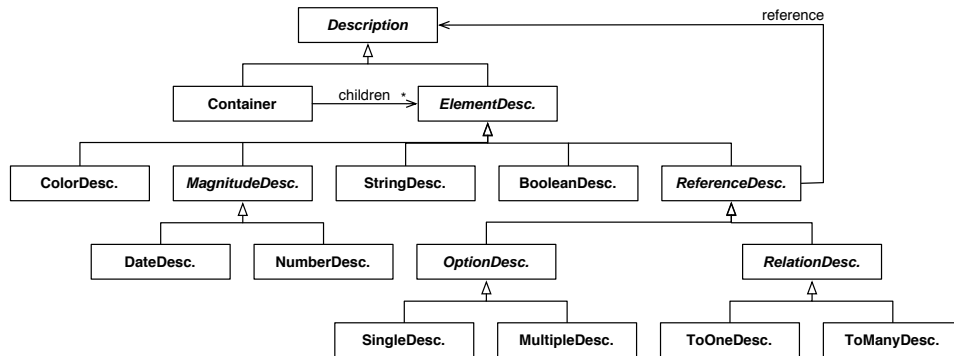 Description
reference
Container
children
*
ElementDesc.
ColorDesc.
MagnitudeDesc.
StringDesc.
BooleanDesc.
ReferenceDesc.
DateDesc.
NumberDesc.
OptionDesc.
RelationDesc.
SingleDesc.
MultipleDesc.
ToOneDesc.
ToManyDesc.